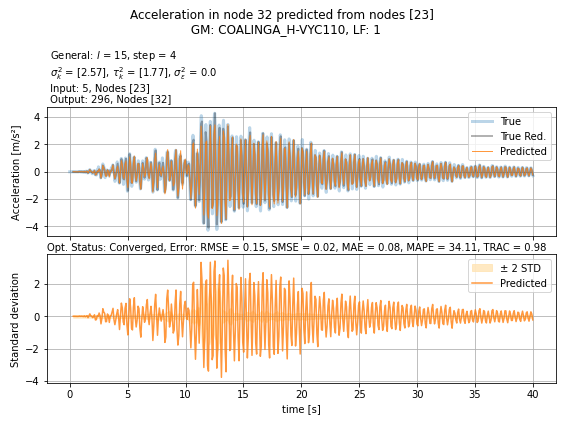 Acceleration in node 32 predicted from nodes [23]
GM: COALINGA_H-VYC110, LF: 1
General: l = 15, step = 4
σ²ₖ = [2.57], τ²ₖ = [1.77], σ²ε = 0.0
Input: 5, Nodes [23]
Output: 296, Nodes [32]
Acceleration [m/s²]
4
2
0
−2
−4
True
True Red.
Predicted
Opt. Status: Converged, Error: RMSE = 0.15, SMSE = 0.02, MAE = 0.08, MAPE = 34.11, TRAC = 0.98
Standard deviation
2
0
−2
−4
± 2 STD
Predicted
0 5 10 15 20 25 30 35 40
time [s]